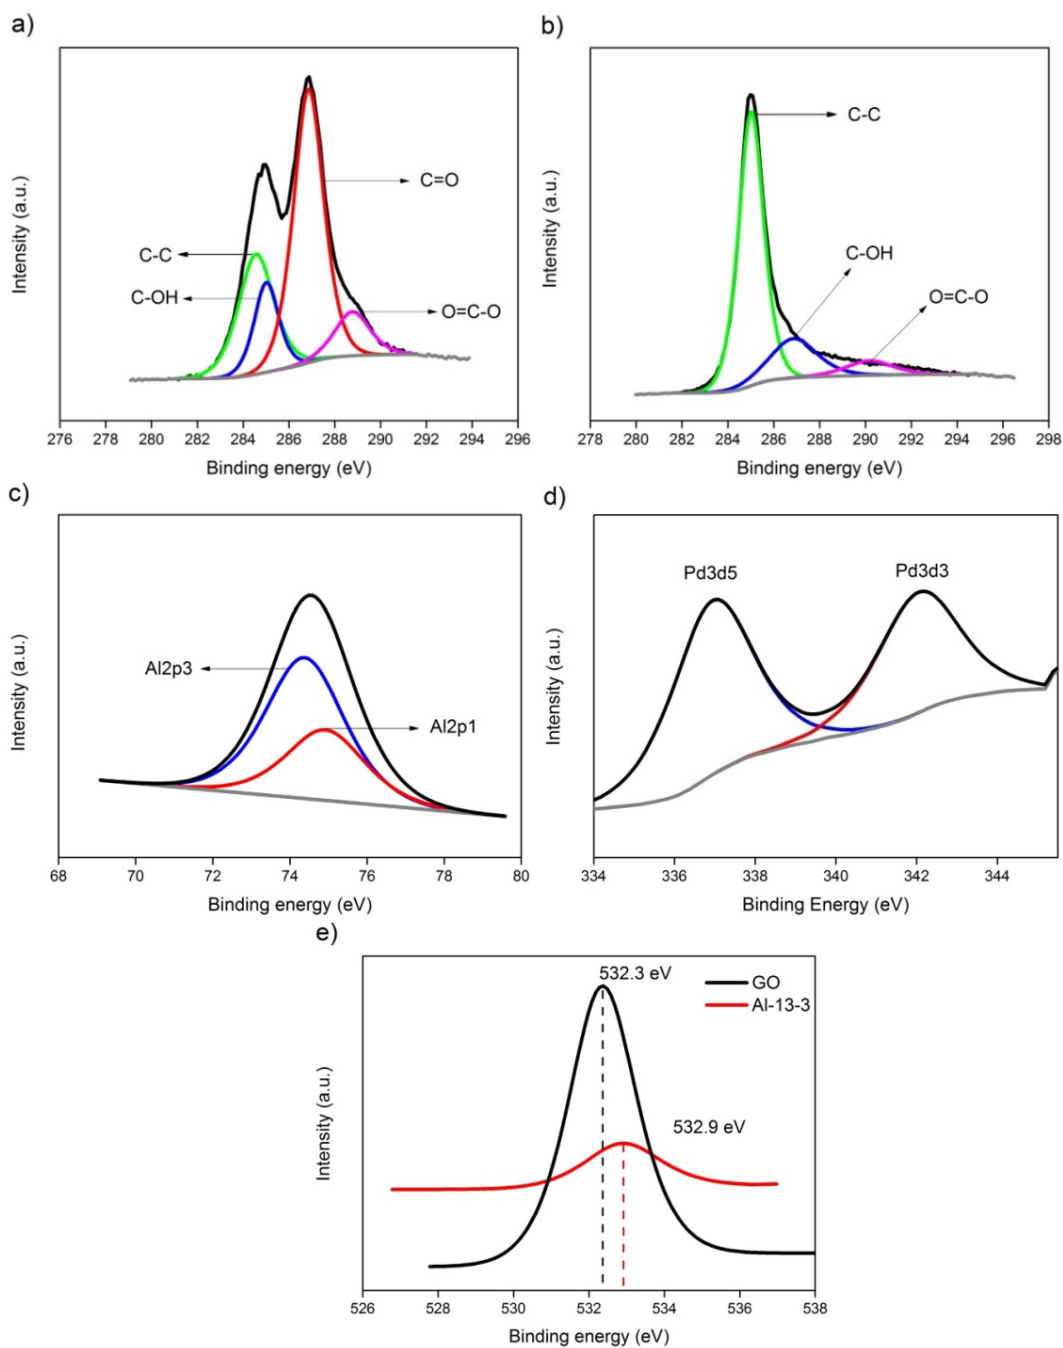 a)
Intensity (a.u.)
C=O
C-C
C-OH
O=C-O
276 278 280 282 284 286 288 290 292 294 296
Binding energy (eV)
b)
Intensity (a.u.)
C-C
C-OH
O=C-O
278 280 282 284 286 288 290 292 294 296 298
Binding energy (eV)
c)
Intensity (a.u.)
Al2p3
Al2p1
68 70 72 74 76 78 80
Binding energy (eV)
d)
Intensity (a.u.)
Pd3d5
Pd3d3
334 336 338 340 342 344
Binding Energy (eV)
e)
Intensity (a.u.)
532.3 eV
GO
Al-13-3
532.9 eV
526 528 530 532 534 536 538
Binding energy (eV)